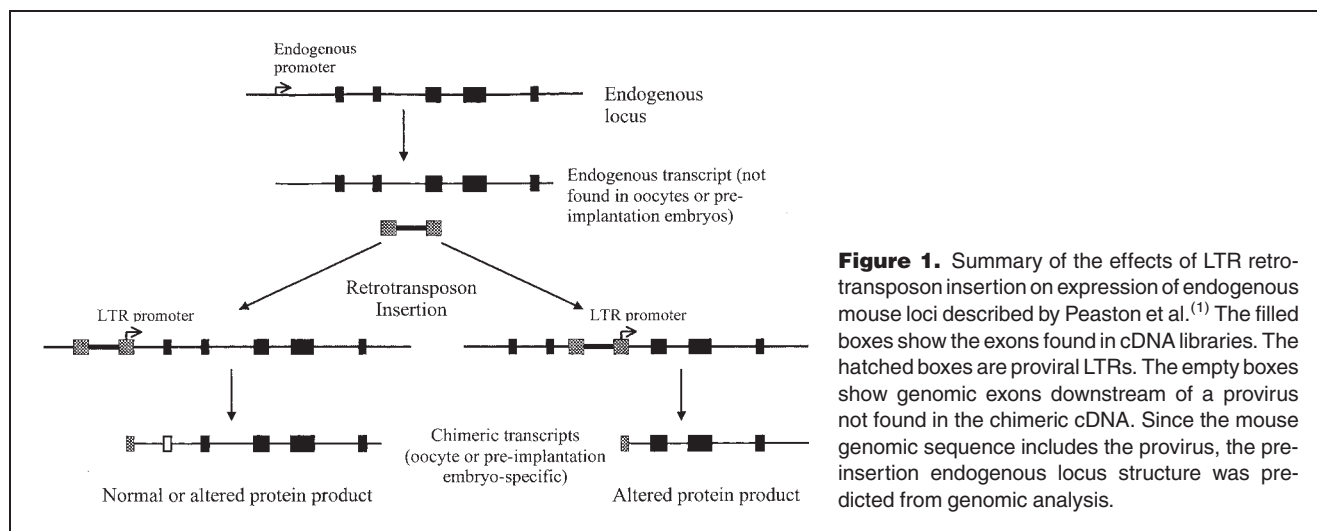 Endogenous
promoter
Endogenous
locus
Endogenous transcript (not
found in oocytes or pre-
implantation embryos)
Retrotransposon
Insertion
LTR promoter
LTR promoter
Chimeric transcripts
(oocyte or pre-implantation
embryo-specific)
Normal or altered protein product
Altered protein product
Figure 1. Summary of the effects of LTR retro-
transposon insertion on expression of endogenous
mouse loci described by Peaston et al.(1) The filled
boxes show the exons found in cDNA libraries. The
hatched boxes are proviral LTRs. The empty boxes
show genomic exons downstream of a provirus
not found in the chimeric cDNA. Since the mouse
genomic sequence includes the provirus, the pre-
insertion endogenous locus structure was pre-
dicted from genomic analysis.